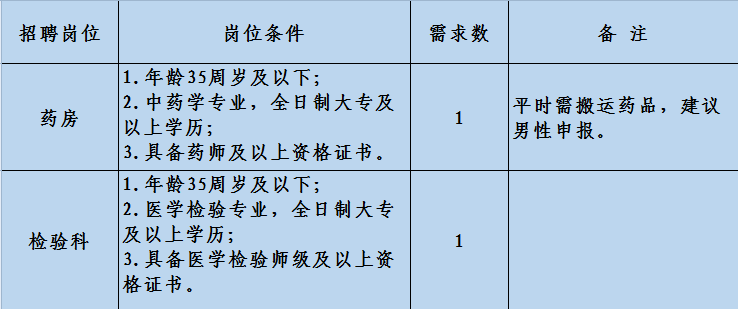 招聘岗位 岗位条件 需求数 备 注
药房
1.年龄35周岁及以下；
2.中药学专业，全日制大专及
以上学历；
3.具备药师及以上资格证书。
1
平时需搬运药品，建议
男性申报。
检验科
1.年龄35周岁及以下；
2.医学检验专业，全日制大专
及以上学历；
3.具备医学检验师级及以上资
格证书。
1